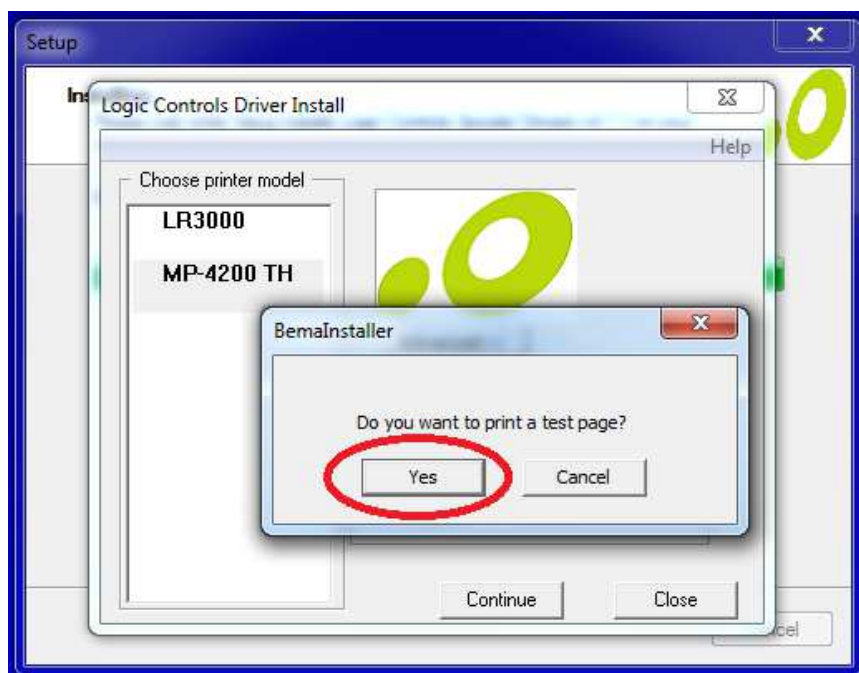 Setup
Logic Controls Driver Install
Help
Choose printer model
LR3000
MP-4200 TH
BemaInstaller
Do you want to print a test page?
Yes
Cancel
Continue
Close